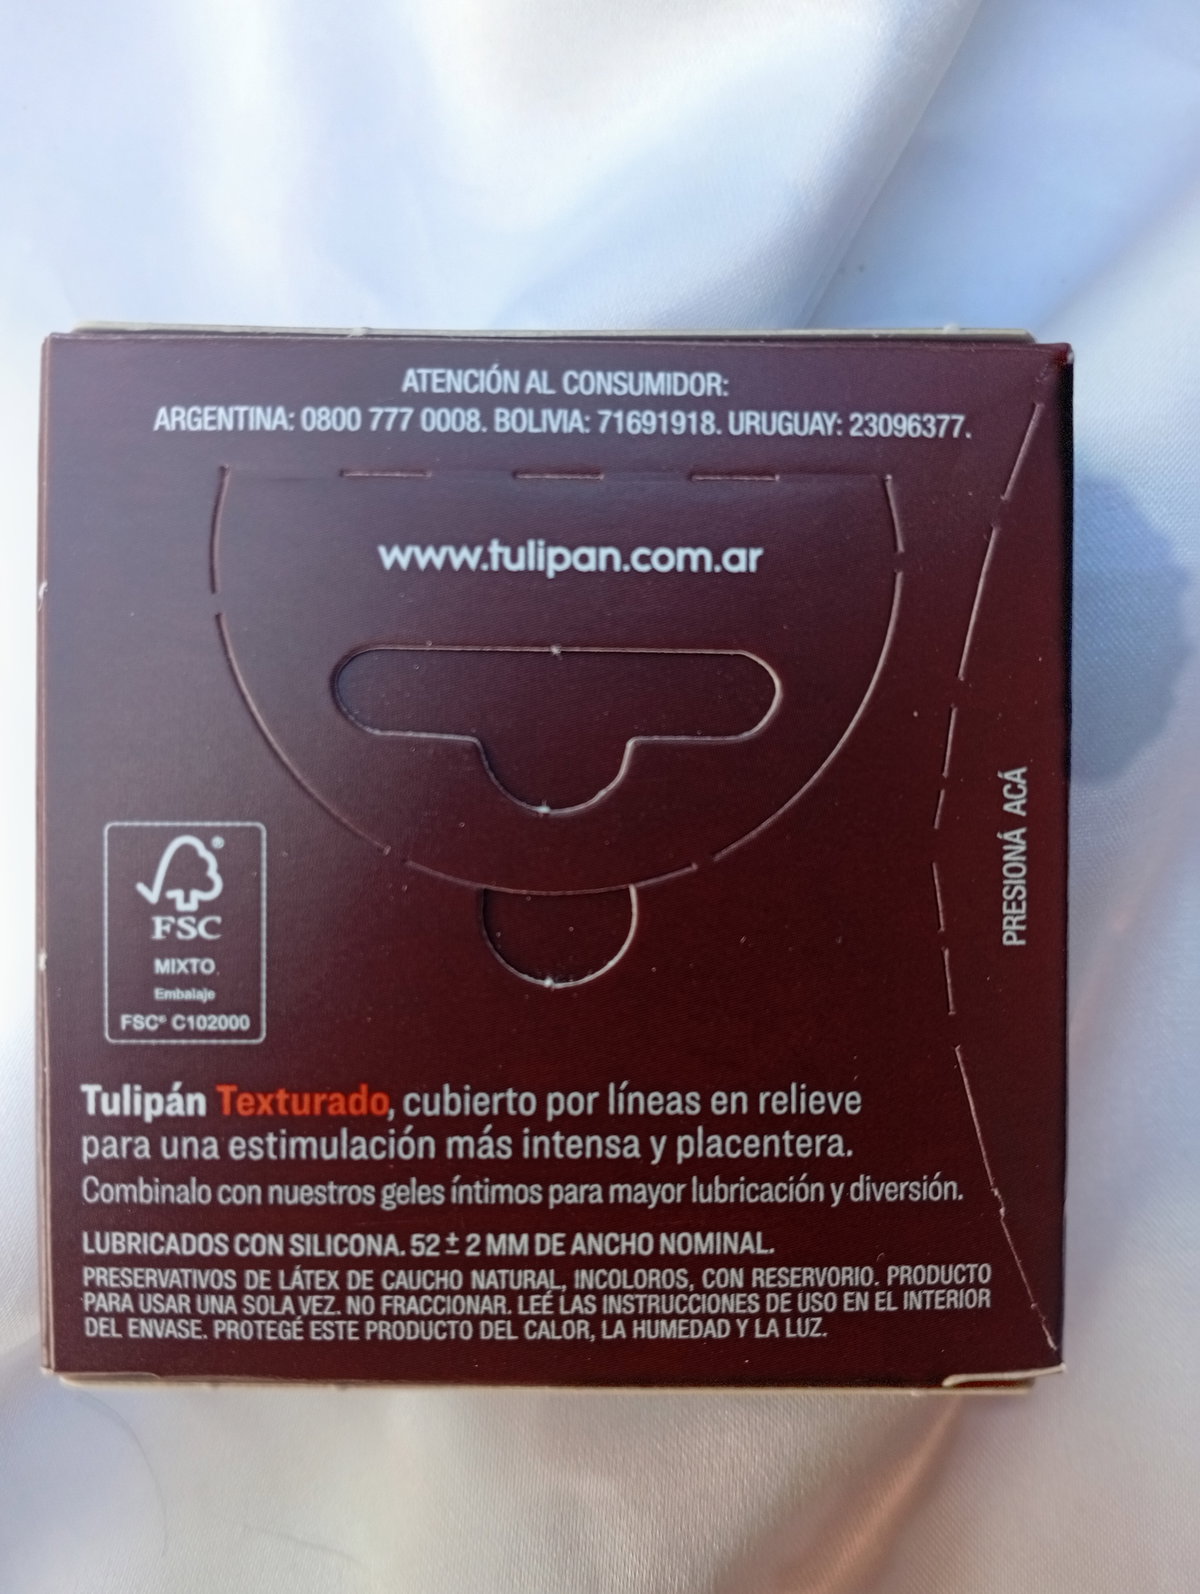 ATENCIÓN AL CONSUMIDOR:
ARGENTINA: 0800 777 0008. BOLIVIA: 71691918. URUGUAY: 23096377.
www.tulipan.com.ar
PRESIONÁ ACÁ
FSC
MIXTO
Embalaje
FSC® C102000
Tulipán Texturado, cubierto por líneas en relieve
para una estimulación más intensa y placentera.
Combinalo con nuestros geles íntimos para mayor lubricación y diversión.
LUBRICADOS CON SILICONA. 52 ± 2 MM DE ANCHO NOMINAL.
PRESERVATIVOS DE LÁTEX DE CAUCHO NATURAL, INCOLOROS, CON RESERVORIO. PRODUCTO
PARA USAR UNA SOLA VEZ. NO FRACCIONAR. LEÉ LAS INSTRUCCIONES DE USO EN EL INTERIOR
DEL ENVASE. PROTEGÉ ESTE PRODUCTO DEL CALOR, LA HUMEDAD Y LA LUZ.